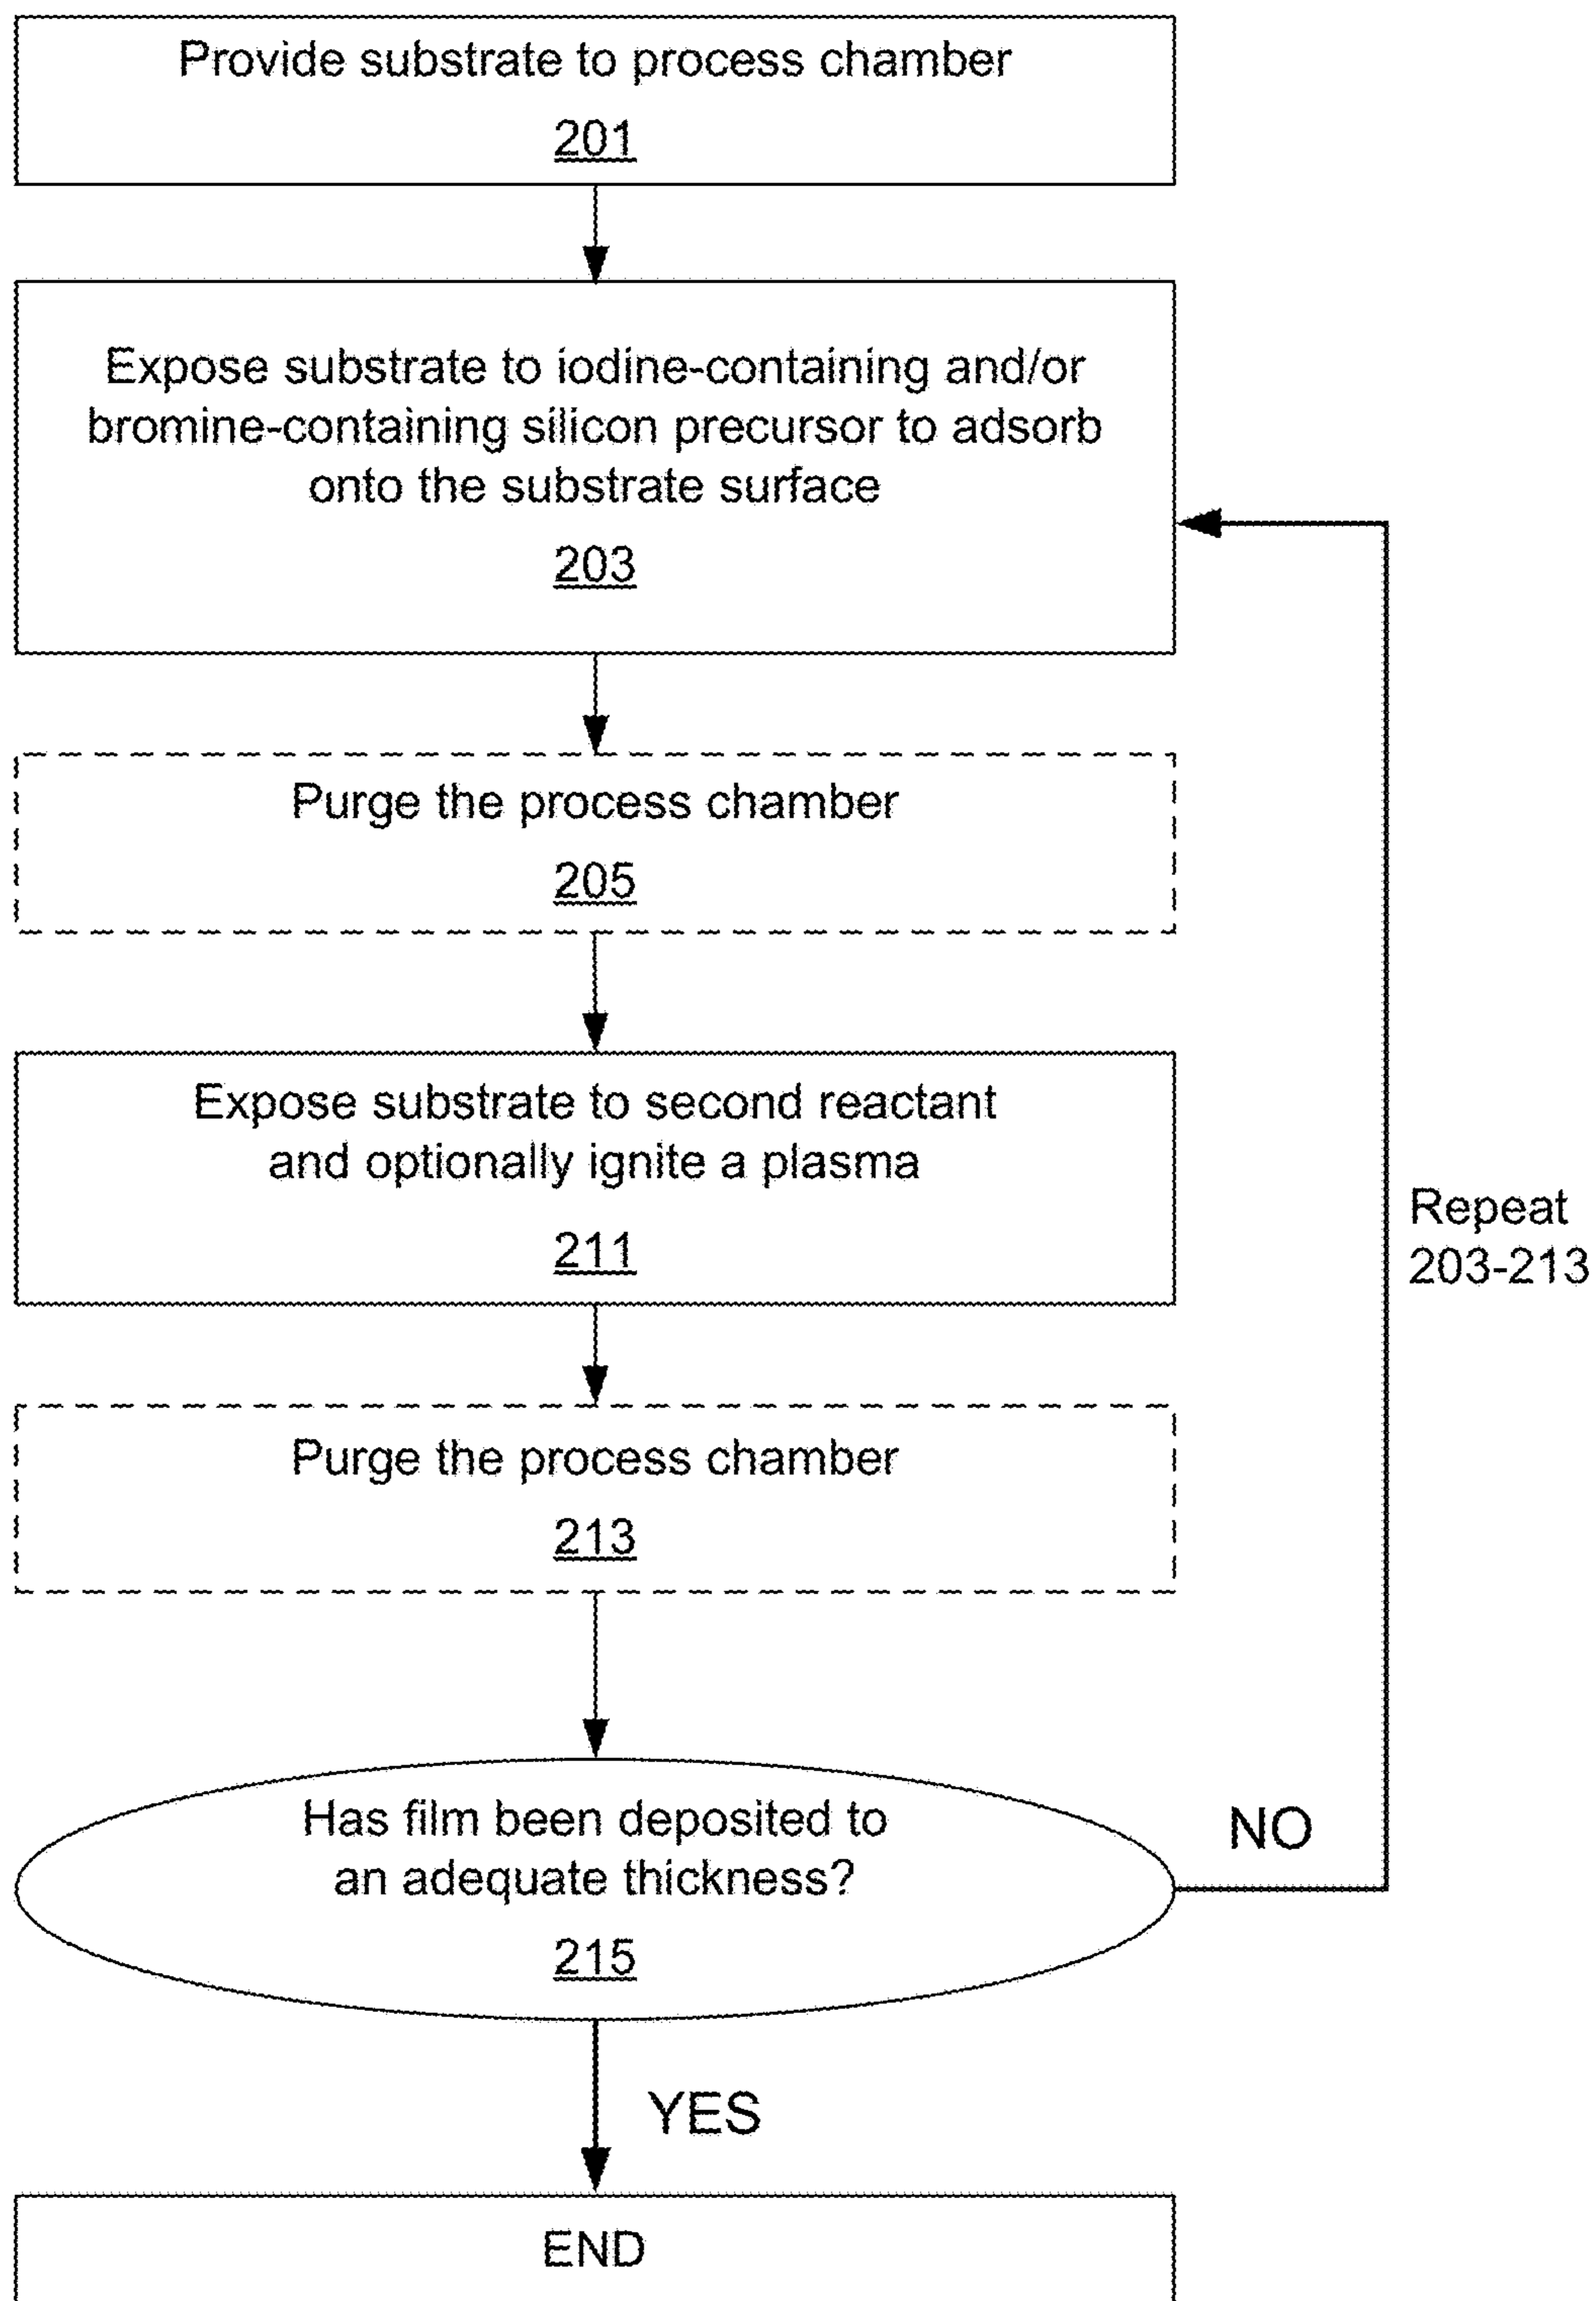 Provide substrate to process chamber
201
Expose substrate to iodine-containing and/or
bromine-containing silicon precursor to adsorb
onto the substrate surface
203
Purge the process chamber
205
Expose substrate to second reactant
and optionally ignite a plasma
211
Repeat
203-213
Purge the process chamber
213
Has film been deposited to
an adequate thickness?
215
NO
YES
END